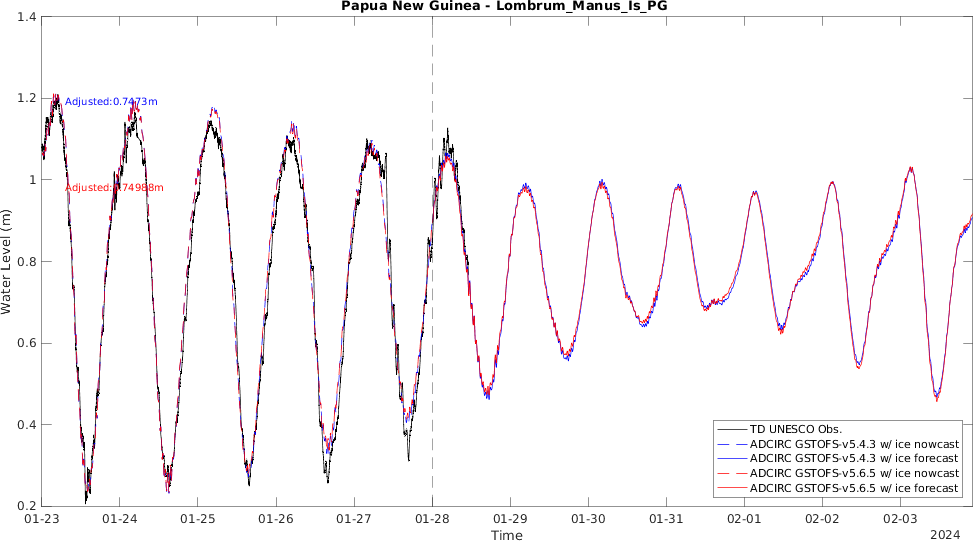 Papua New Guinea - Lombrum_Manus_Is_PG
1.4
1.2
1
0.8
0.6
0.4
0.2
Water Level (m)
Adjusted:0.7473m
Adjusted:0.74988m
TD UNESCO Obs.
ADCIRC GSTOFS-v5.4.3 w/ ice nowcast
ADCIRC GSTOFS-v5.4.3 w/ ice forecast
ADCIRC GSTOFS-v5.6.5 w/ ice nowcast
ADCIRC GSTOFS-v5.6.5 w/ ice forecast
01-23 01-24 01-25 01-26 01-27 01-28 01-29 01-30 01-31 02-01 02-02 02-03
Time
2024